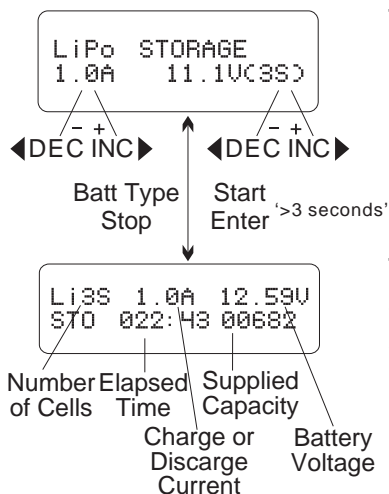 LiPo STORAGE
1.0A 11.1V(3S)
- + - +
◀DEC INC▶ ◀DEC INC▶
Batt Type
Stop
Start
Enter
'>3 seconds'
Li3S 1.0A 12.59V
STO 022:43 00682
Number
of Cells
Elapsed
Time
Supplied
Capacity
Charge or
Discarge
Current
Battery
Voltage